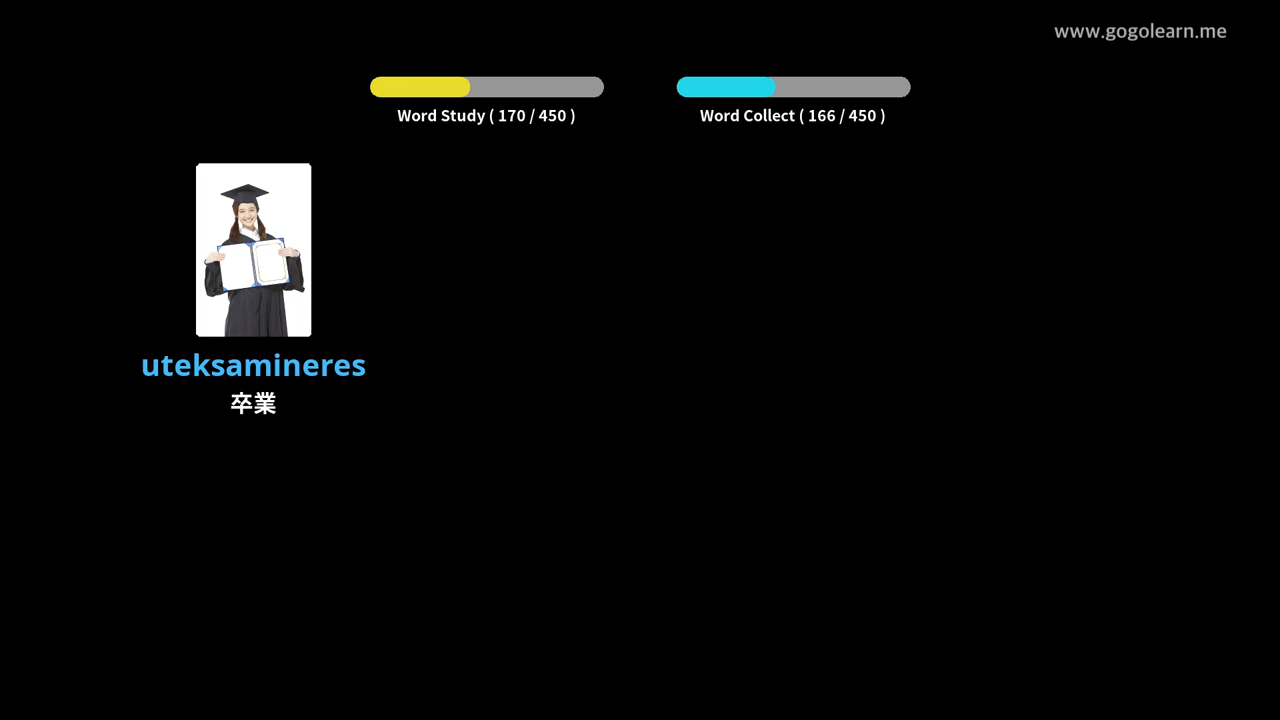 www.gogolearn.me
Word Study ( 170 / 450 )
Word Collect ( 166 / 450 )
uteksamineres
卒業